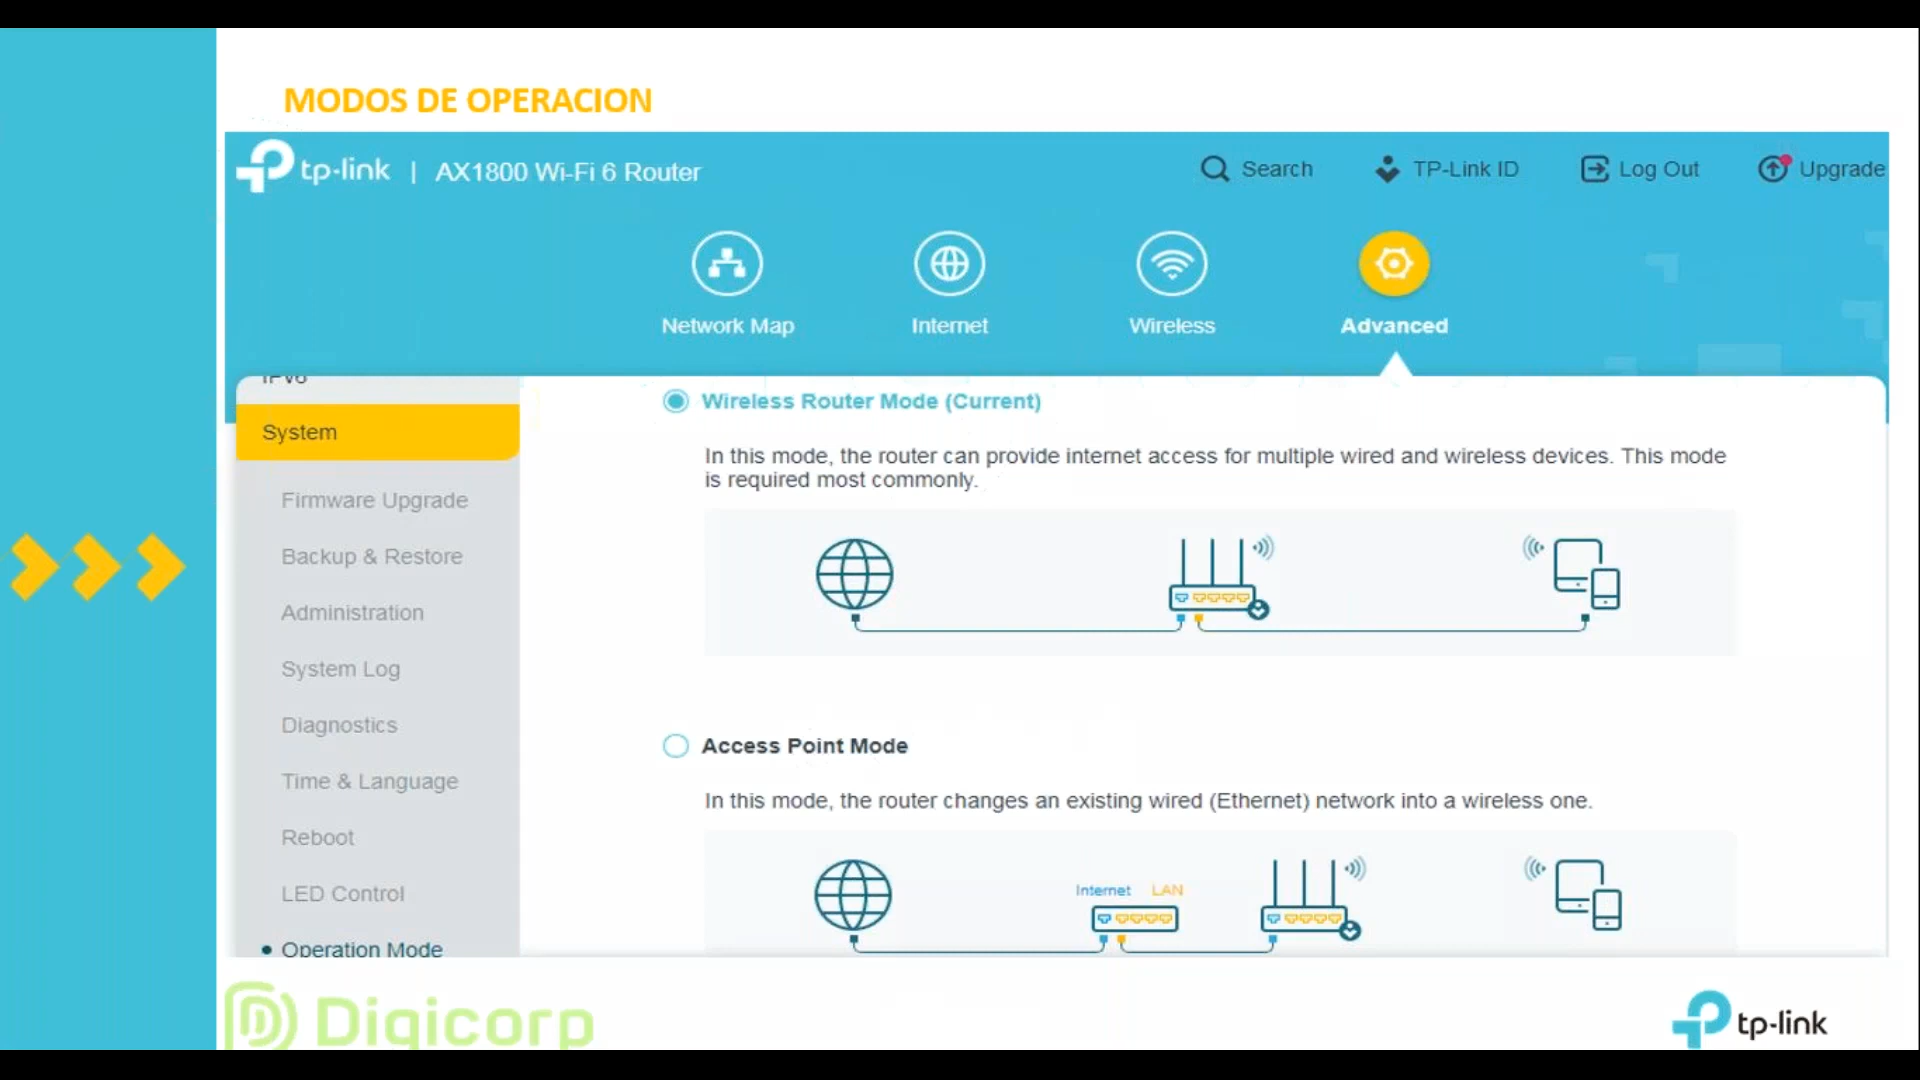 MODOS DE OPERACION
tp-link | AX1800 Wi-Fi 6 Router
Search
TP-Link ID
Log Out
Upgrade
Network Map
Internet
Wireless
Advanced
IPv6
System
Firmware Upgrade
Backup & Restore
Administration
System Log
Diagnostics
Time & Language
Reboot
LED Control
Operation Mode
Wireless Router Mode (Current)
In this mode, the router can provide internet access for multiple wired and wireless devices. This mode
is required most commonly.
Access Point Mode
In this mode, the router changes an existing wired (Ethernet) network into a wireless one.
Internet LAN
Digicorp
tp-link